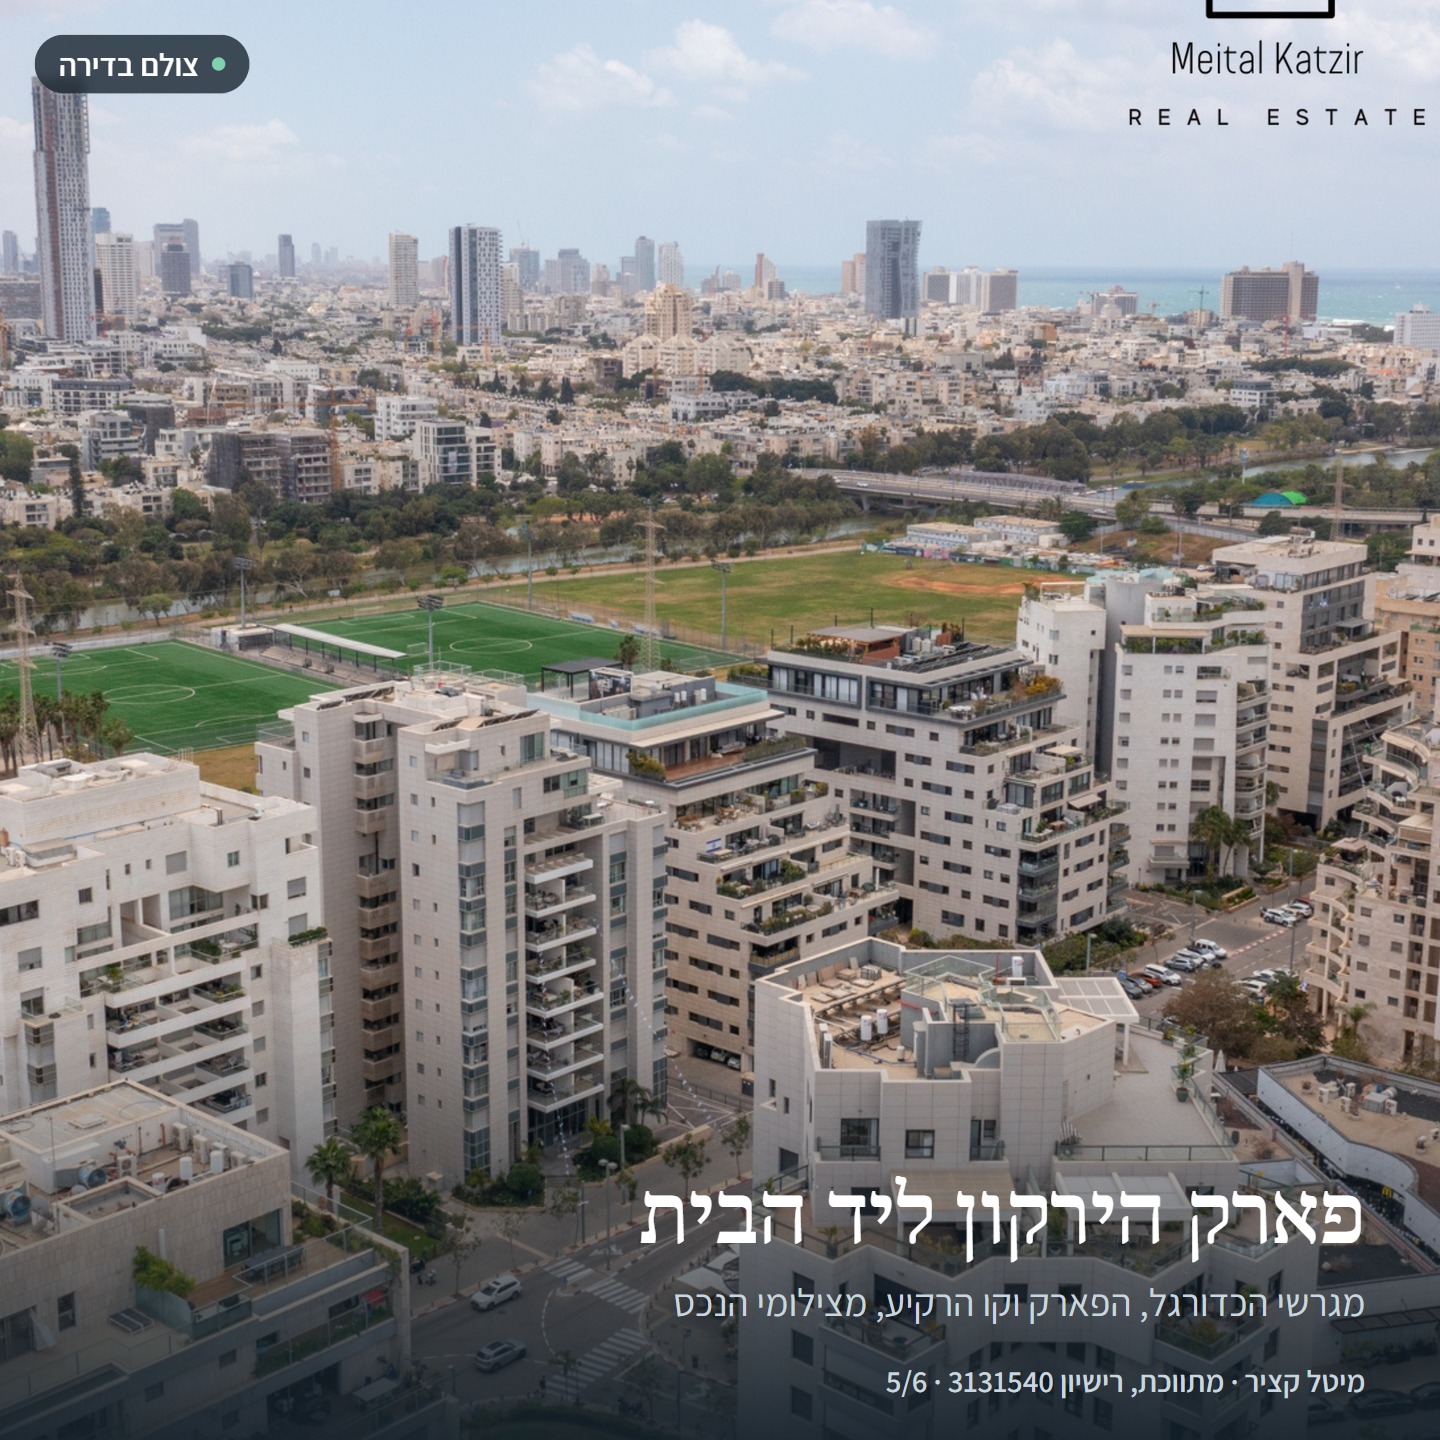 צולם בדירה
Meital Katzir
REAL ESTATE
פארק הירקון ליד הבית
מגרשי הכדורגל, הפארק וקו הרקיע, מצילומי הנכס
מיטל קציר · מתווכת, רישיון 3131540 · 5/6